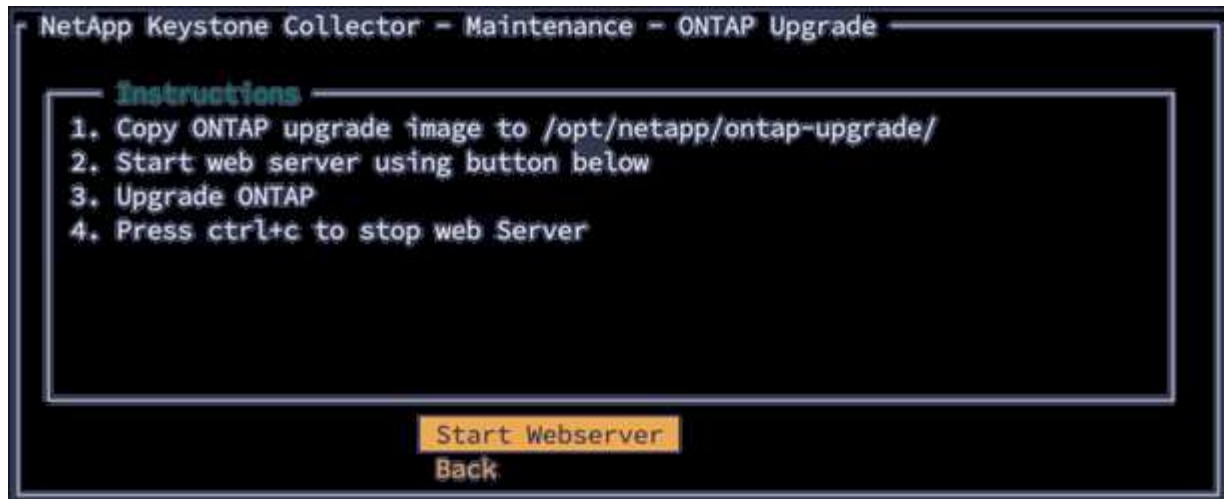 NetApp Keystone Collector – Maintenance – ONTAP Upgrade
Instructions
1. Copy ONTAP upgrade image to /opt/netapp/ontap-upgrade/
2. Start web server using button below
3. Upgrade ONTAP
4. Press ctrl+c to stop web Server
Start Webserver
Back